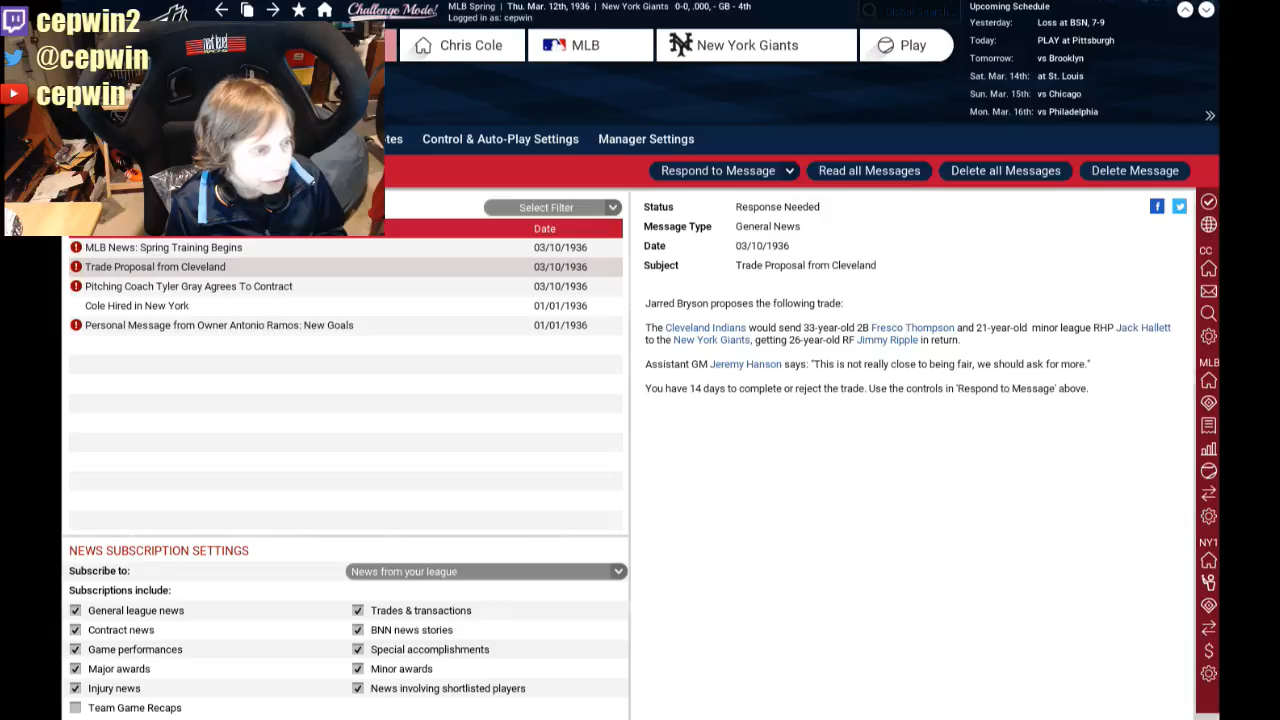 cepwin2
@cepwin
cepwin
Challenge Mode!
MLB Spring | Thu. Mar. 12th, 1936 | New York Giants 0-0, .000, - GB - 4th
Logged in as: cepwin
Global Search...
Upcoming Schedule
Yesterday: Loss at BSN, 7-9
Today: PLAY at Pittsburgh
Tomorrow: vs Brooklyn
Sat. Mar. 14th: at St. Louis
Sun. Mar. 15th: vs Chicago
Mon. Mar. 16th: vs Philadelphia
Chris Cole
MLB
New York Giants
Play
tes
Control & Auto-Play Settings
Manager Settings
Respond to Message
Read all Messages
Delete all Messages
Delete Message
Select Filter
Date
MLB News: Spring Training Begins 03/10/1936
Trade Proposal from Cleveland 03/10/1936
Pitching Coach Tyler Gray Agrees To Contract 03/10/1936
Cole Hired in New York 01/01/1936
Personal Message from Owner Antonio Ramos: New Goals 01/01/1936
Status Response Needed
Message Type General News
Date 03/10/1936
Subject Trade Proposal from Cleveland
Jarred Bryson proposes the following trade:
The Cleveland Indians would send 33-year-old 2B Fresco Thompson and 21-year-old minor league RHP Jack Hallett
to the New York Giants, getting 26-year-old RF Jimmy Ripple in return.
Assistant GM Jeremy Hanson says: "This is not really close to being fair, we should ask for more."
You have 14 days to complete or reject the trade. Use the controls in 'Respond to Message' above.
NEWS SUBSCRIPTION SETTINGS
Subscribe to: News from your league
Subscriptions include:
General league news Trades & transactions
Contract news BNN news stories
Game performances Special accomplishments
Major awards Minor awards
Injury news News involving shortlisted players
Team Game Recaps
CC
MLB
NY1